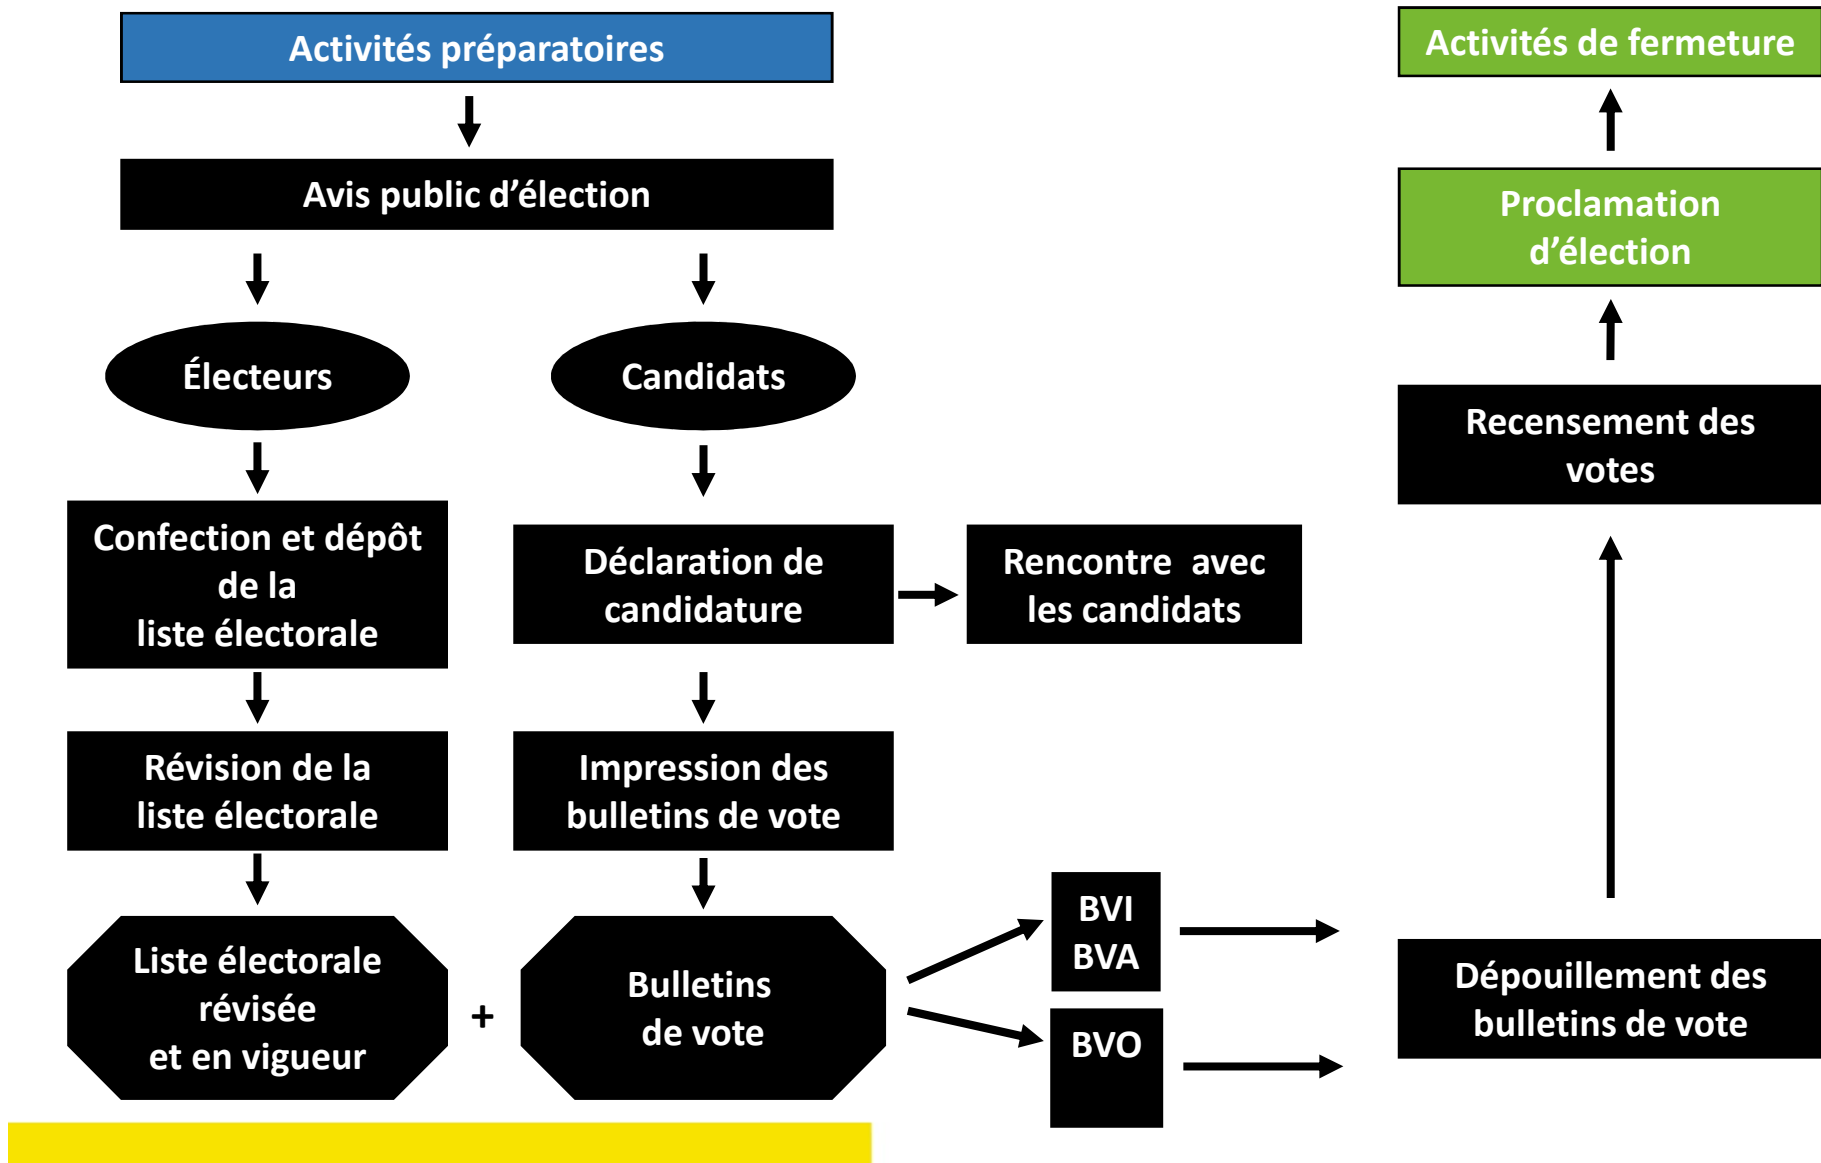 Activités préparatoires
Avis public d’élection
Électeurs
Candidats
Confection et dépôt
de la
liste électorale
Déclaration de
candidature
Rencontre  avec
les candidats
Révision de la
liste électorale
Impression des
bulletins de vote
Liste électorale
révisée
et en vigueur
+
Bulletins
de vote
BVI
BVA
BVO
Dépouillement des
bulletins de vote
Recensement des
votes
Proclamation
d’élection
Activités de fermeture